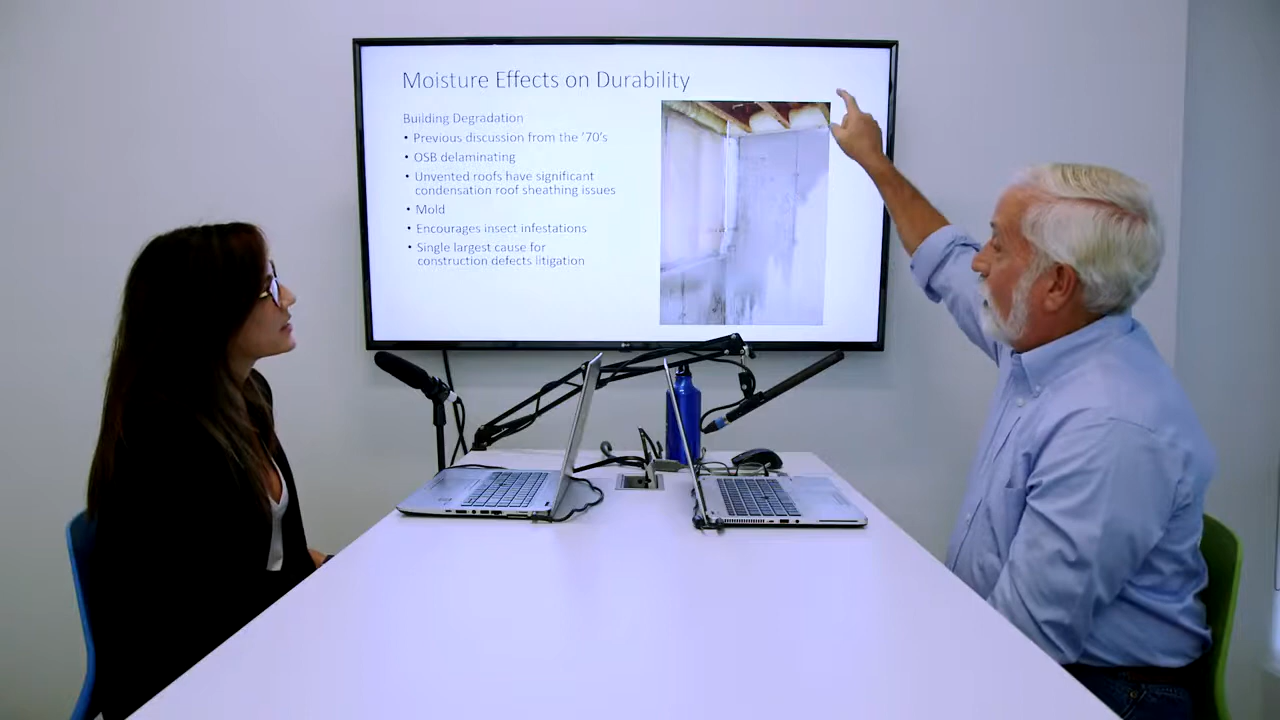 Moisture Effects on Durability
Building Degradation
• Previous discussion from the '70's
• OSB delaminating
• Unvented roofs have significant
condensation roof sheathing issues
• Mold
• Encourages insect infestations
• Single largest cause for
construction defects litigation